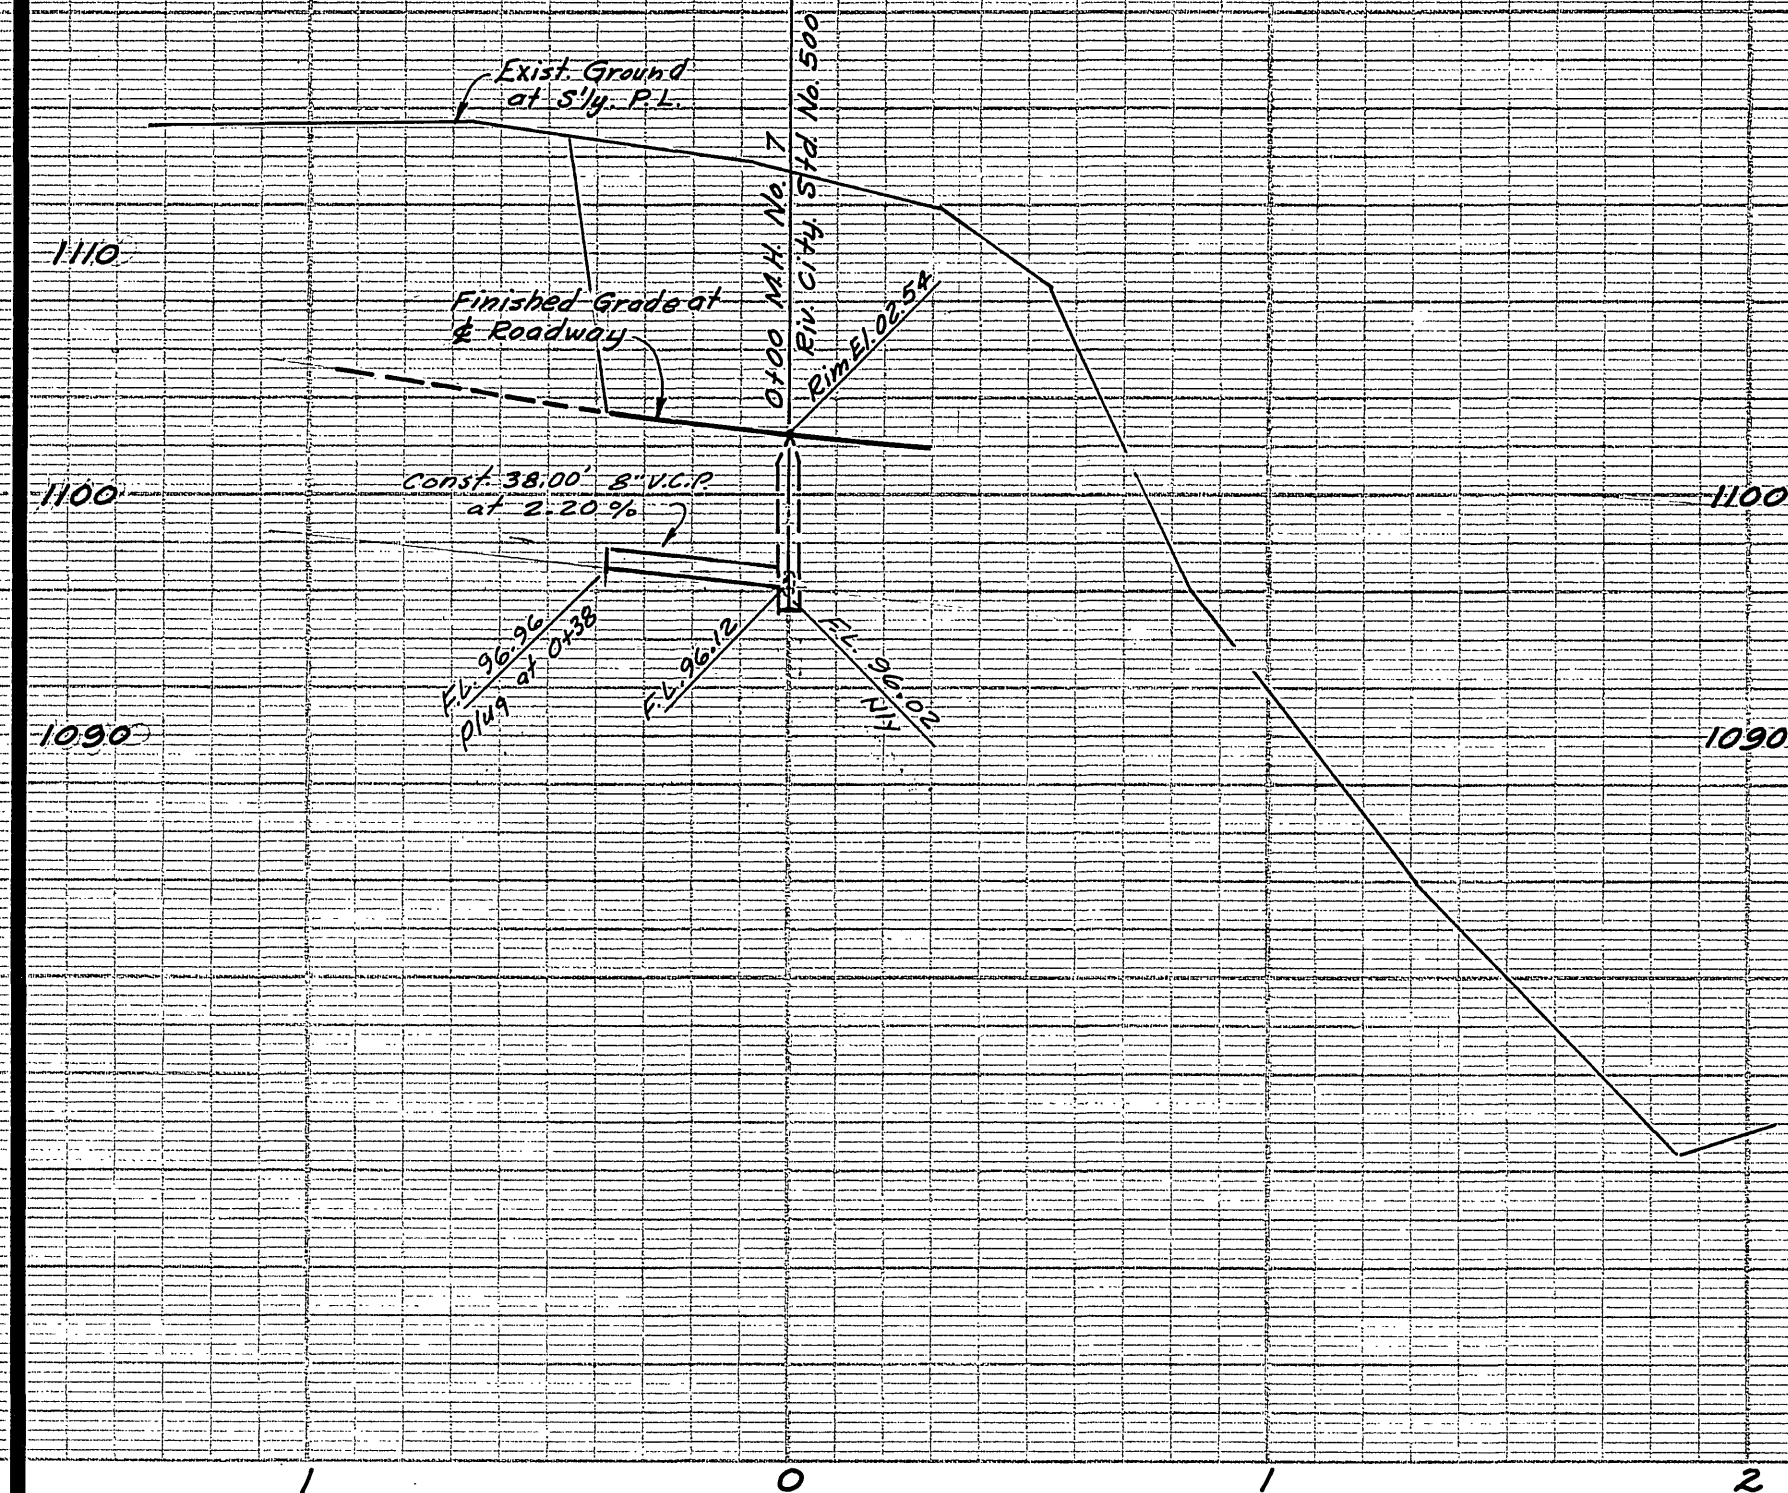 Exist. Ground
at S'ly. P.L.
0+00 M.H. No. 7
Riv. City. Std. No. 500
1110
Finished Grade at
℄ Roadway
Rim El. 02.54
Const. 38.00' 8" V.C.P.
at 2.20 %
1100
1100
F.L. 96.96
Plug at 0+38
F.L. 96.12
F.L. 96.02
N'ly
1090
1090
1
0
1
2